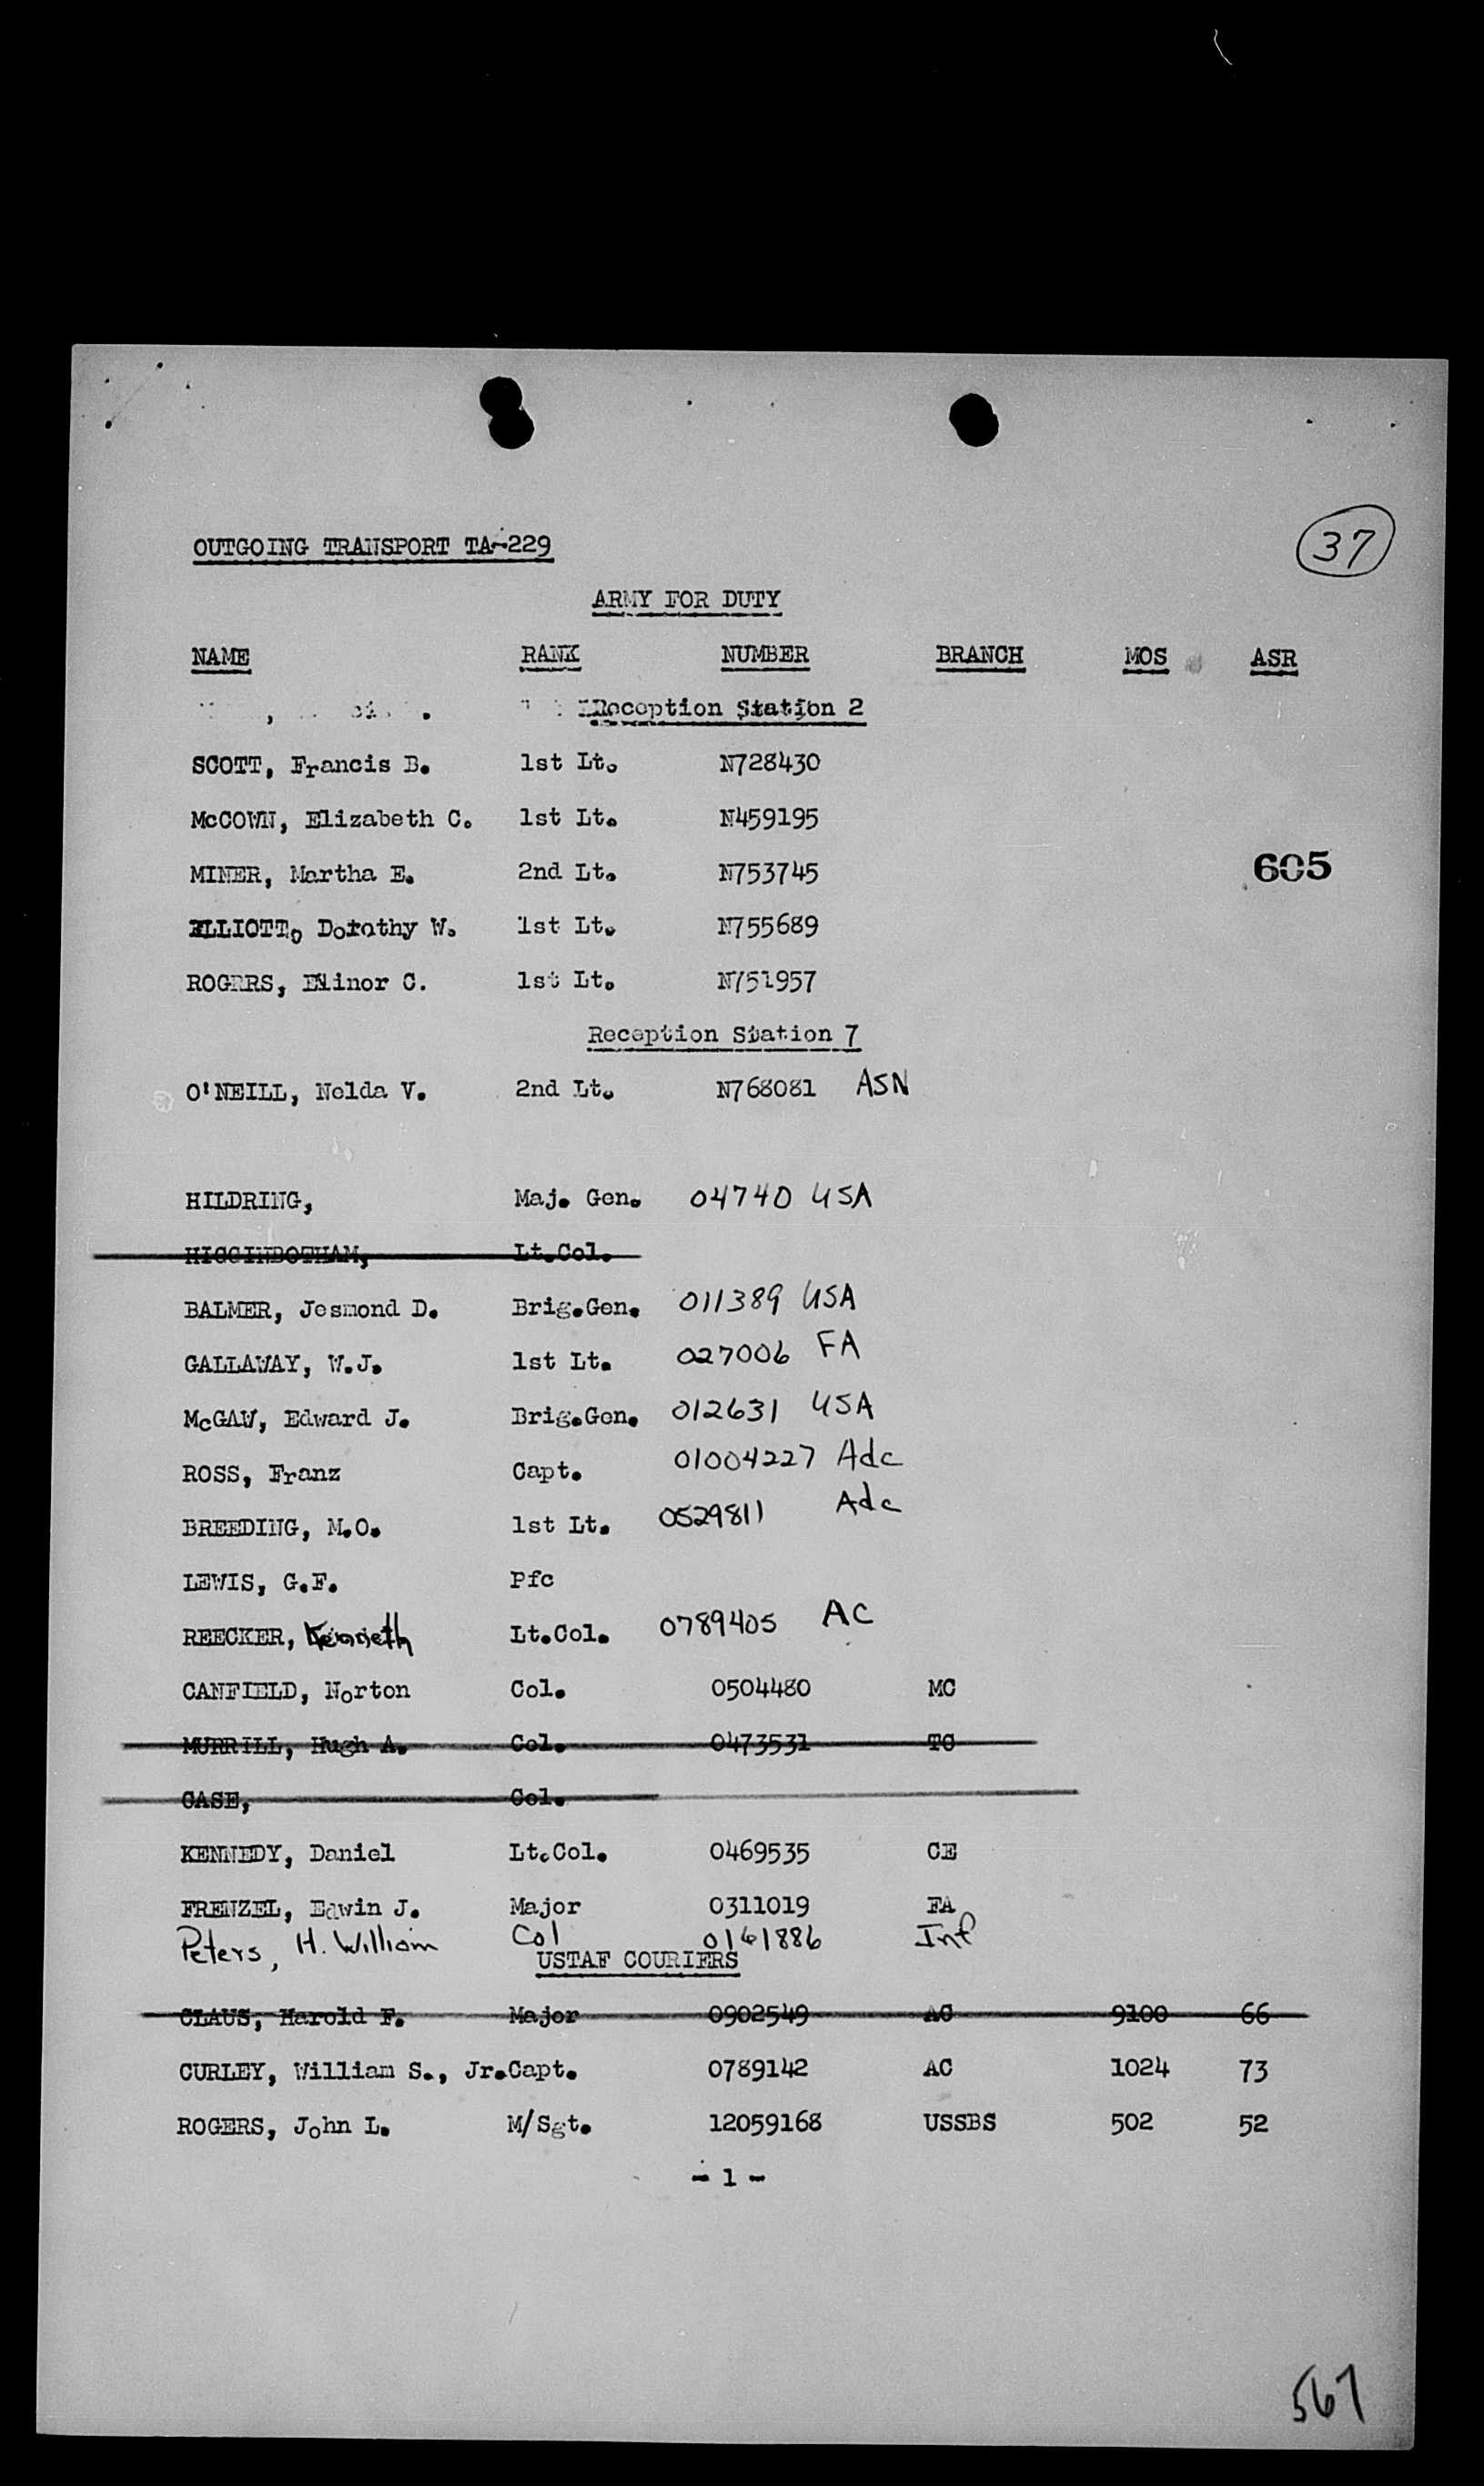 OUTGOING TRANSPORT TA-229
37
ARMY FOR DUTY
NAME RANK NUMBER BRANCH MOS ASR
Reception Station 2
SCOTT, Francis B. 1st Lt. N728430
McCOWN, Elizabeth C. 1st Lt. N459195
MINER, Martha E. 2nd Lt. N753745
605
ELLIOTT, Dorothy W. 1st Lt. N755689
ROGERS, Elinor C. 1st Lt. N751957
Reception Station 7
O'NEILL, Nelda V. 2nd Lt. N768081 ASN
HILDRING, Maj. Gen. 04740 USA
HIGGINBOTHAM, Lt.Col.
BALMER, Jesmond D. Brig.Gen. 011389 USA
GALLAWAY, W.J. 1st Lt. 027006 FA
McGAW, Edward J. Brig.Gen. 012631 USA
ROSS, Franz Capt. 01004227 Adc
BREEDING, M.O. 1st Lt. 0529811 Adc
LEWIS, G.F. Pfc
REECKER, Kenneth Lt.Col. 0789405 AC
CANFIELD, Norton Col. 0504480 MC
MURRILL, Hugh A. Col. 0473531 TC
CASE, Col.
KENNEDY, Daniel Lt.Col. 0469535 CE
FRENZEL, Edwin J. Major 0311019 FA
Peters, H. William Col 0161886 Inf
USTAF COURIERS
CLAUS, Harold F. Major 0902549 AC 9100 66
CURLEY, William S., Jr.Capt. 0789142 AC 1024 73
ROGERS, John L. M/Sgt. 12059168 USSBS 502 52
- 1 -
567